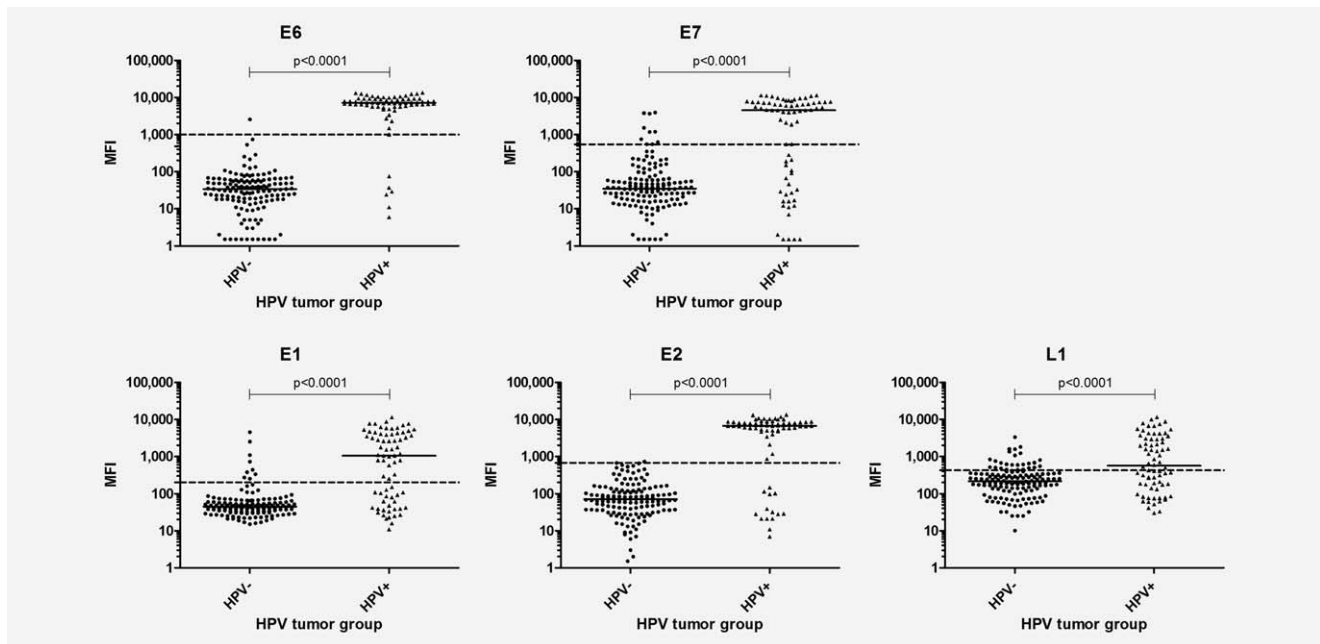 E6
p<0.0001
100,000
10,000
1,000
100
10
1
MFI
HPV-
HPV+
HPV tumor group
E7
p<0.0001
100,000
10,000
1,000
100
10
1
MFI
HPV-
HPV+
HPV tumor group
E1
p<0.0001
100,000
10,000
1,000
100
10
1
MFI
HPV-
HPV+
HPV tumor group
E2
p<0.0001
100,000
10,000
1,000
100
10
1
MFI
HPV-
HPV+
HPV tumor group
L1
p<0.0001
100,000
10,000
1,000
100
10
1
MFI
HPV-
HPV+
HPV tumor group